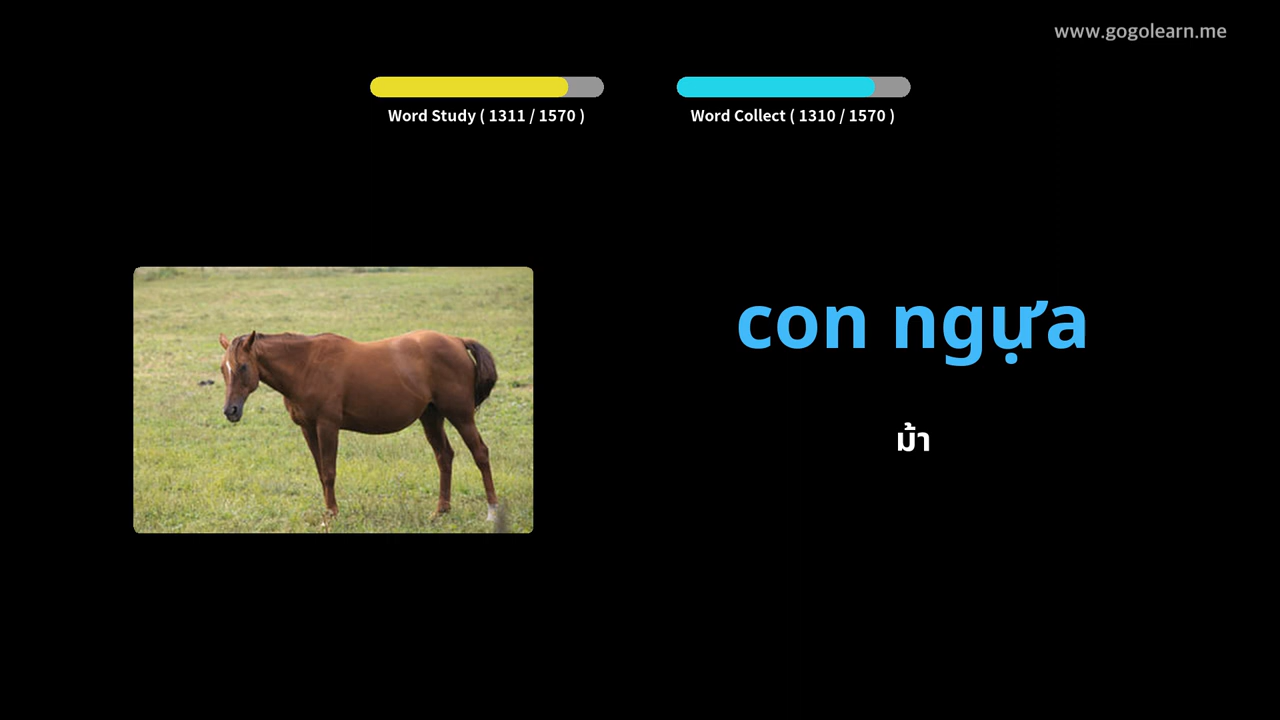 www.gogolearn.me
Word Study ( 1311 / 1570 )
Word Collect ( 1310 / 1570 )
con ngựa
ม้า